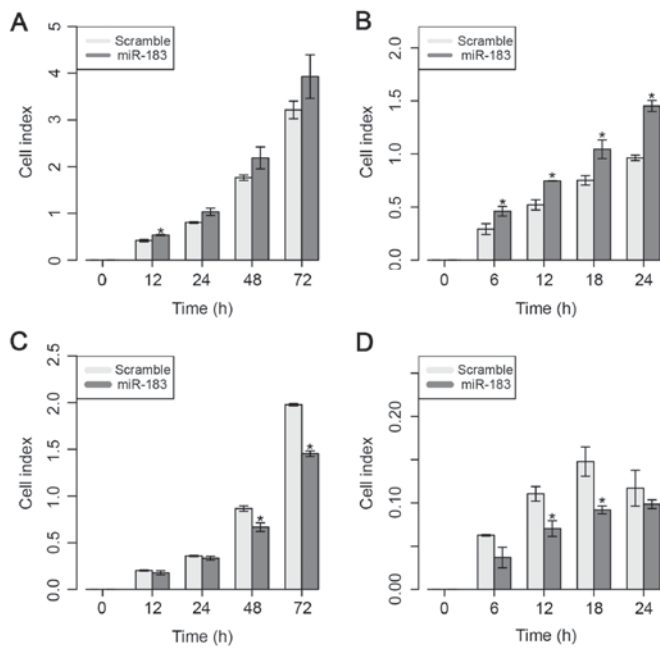 A
Scramble
miR-183
Cell index
5
4
3
2
1
0
*
0 12 24 48 72
Time (h)
B
Scramble
miR-183
Cell index
2.0
1.5
1.0
0.5
0.0
* * * *
0 6 12 18 24
Time (h)
C
Scramble
miR-183
Cell index
2.5
2.0
1.5
1.0
0.5
0.0
* *
0 12 24 48 72
Time (h)
D
Scramble
miR-183
Cell index
0.20
0.10
0.00
* *
0 6 12 18 24
Time (h)